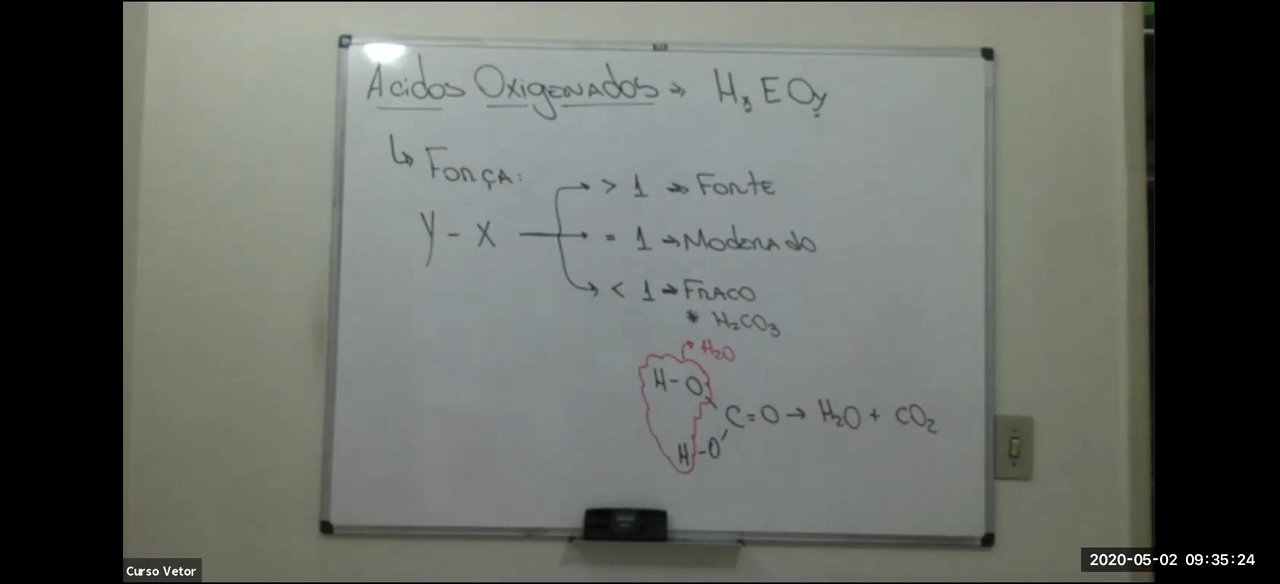 Acidos Oxigenados → HxEOy
↳ Força:
> 1 → Forte
Y - X
= 1 → Moderado
< 1 → Fraco
* H₂CO₃
H₂O
H-O
C=O → H₂O + CO₂
H-O
Curso Vetor
2020-05-02 09:35:24